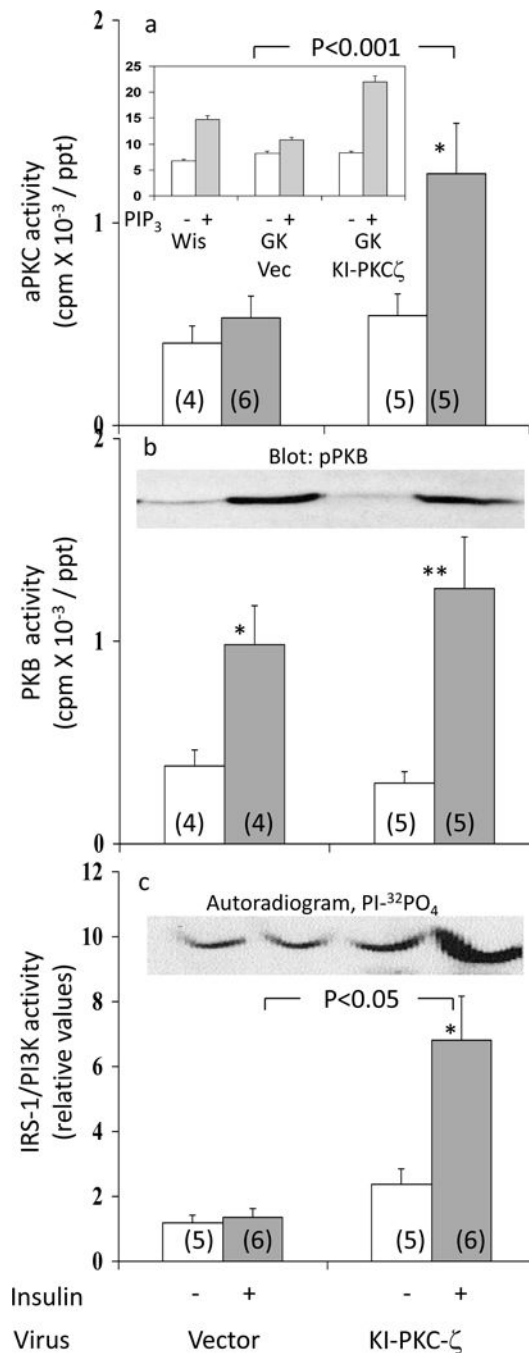 2
a
P<0.001
25
20
15
10
5
0
*
PIP₃ - + - + - +
Wis GK GK
Vec KI-PKCζ
aPKC activity
(cpm X 10⁻³ / ppt)
1
(4) (6) (5) (5)
0
2
b
Blot: pPKB
* **
PKB activity
(cpm X 10⁻³ / ppt)
1
(4) (4) (5) (5)
0
12
c
Autoradiogram, PI-³²PO₄
10
P<0.05
8
*
IRS-1/PI3K activity
(relative values)
6
4
2
(5) (6) (5) (6)
0
Insulin - + - +
Virus Vector KI-PKC-ζ